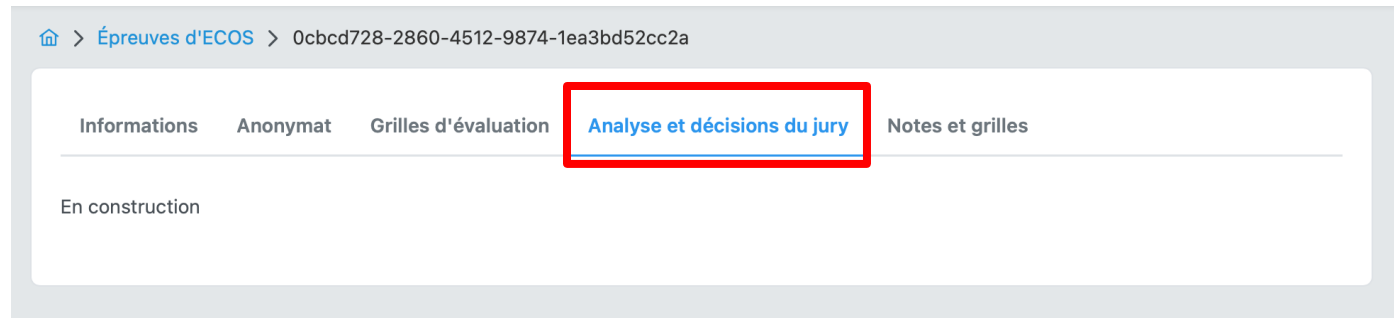 Épreuves d'ECOS > 0cbcd728-2860-4512-9874-1ea3bd52cc2a
Informations Anonymat Grilles d'évaluation Analyse et décisions du jury Notes et grilles
En construction